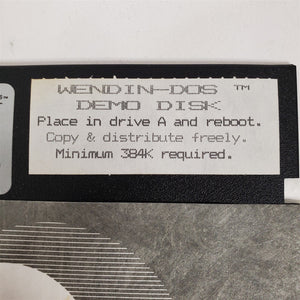 WENDIN-DOS ™
DEMO DISK
Place in drive A and reboot.
Copy & distribute freely.
Minimum 384K required.